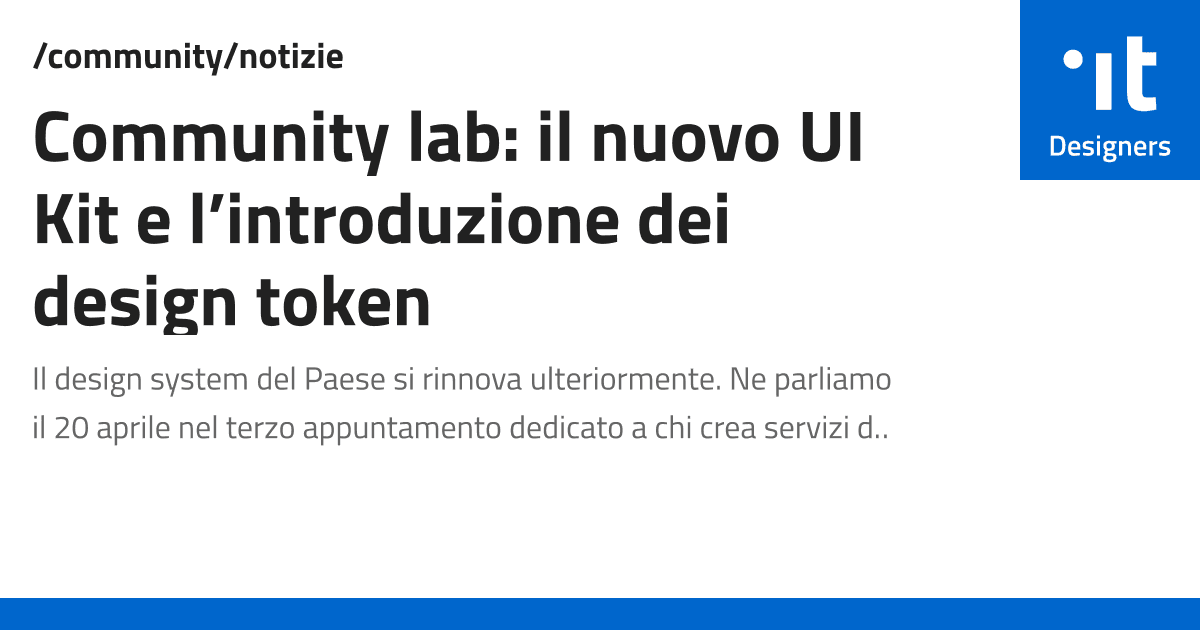 /community/notizie
Community lab: il nuovo UI
Kit e l’introduzione dei
design token
Il design system del Paese si rinnova ulteriormente. Ne parliamo
il 20 aprile nel terzo appuntamento dedicato a chi crea servizi d..
it
Designers